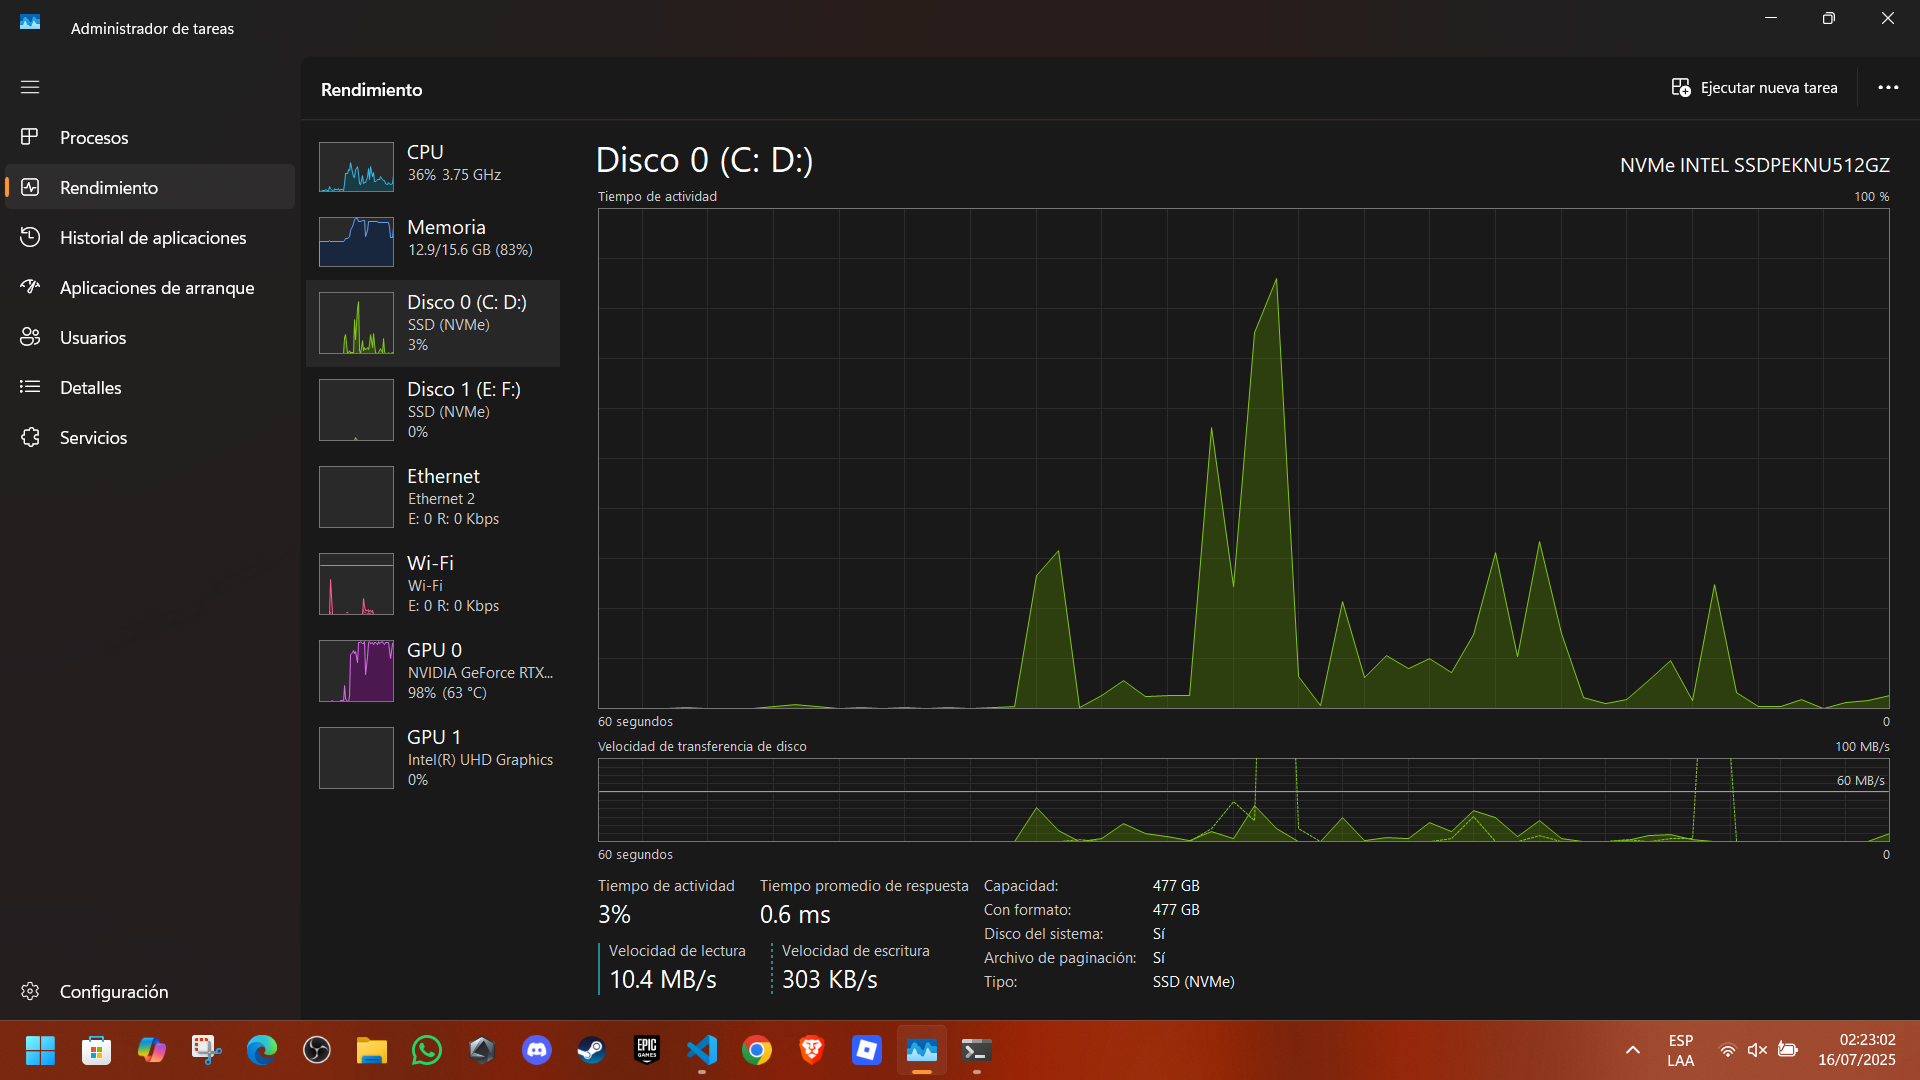 Administrador de tareas
Rendimiento
Ejecutar nueva tarea
Procesos
Rendimiento
Historial de aplicaciones
Aplicaciones de arranque
Usuarios
Detalles
Servicios
Configuración
CPU
36% 3.75 GHz
Memoria
12.9/15.6 GB (83%)
Disco 0 (C: D:)
SSD (NVMe)
3%
Disco 1 (E: F:)
SSD (NVMe)
0%
Ethernet
Ethernet 2
E: 0 R: 0 Kbps
Wi-Fi
Wi-Fi
E: 0 R: 0 Kbps
GPU 0
NVIDIA GeForce RTX...
98% (63 °C)
GPU 1
Intel(R) UHD Graphics
0%
Disco 0 (C: D:)
NVMe INTEL SSDPEKNU512GZ
Tiempo de actividad
100 %
60 segundos
0
Velocidad de transferencia de disco
100 MB/s
60 MB/s
60 segundos
0
Tiempo de actividad
3%
Tiempo promedio de respuesta
0.6 ms
Velocidad de lectura
10.4 MB/s
Velocidad de escritura
303 KB/s
Capacidad: 477 GB
Con formato: 477 GB
Disco del sistema: Sí
Archivo de paginación: Sí
Tipo: SSD (NVMe)
EPIC
GAMES
ESP
LAA
02:23:02
16/07/2025